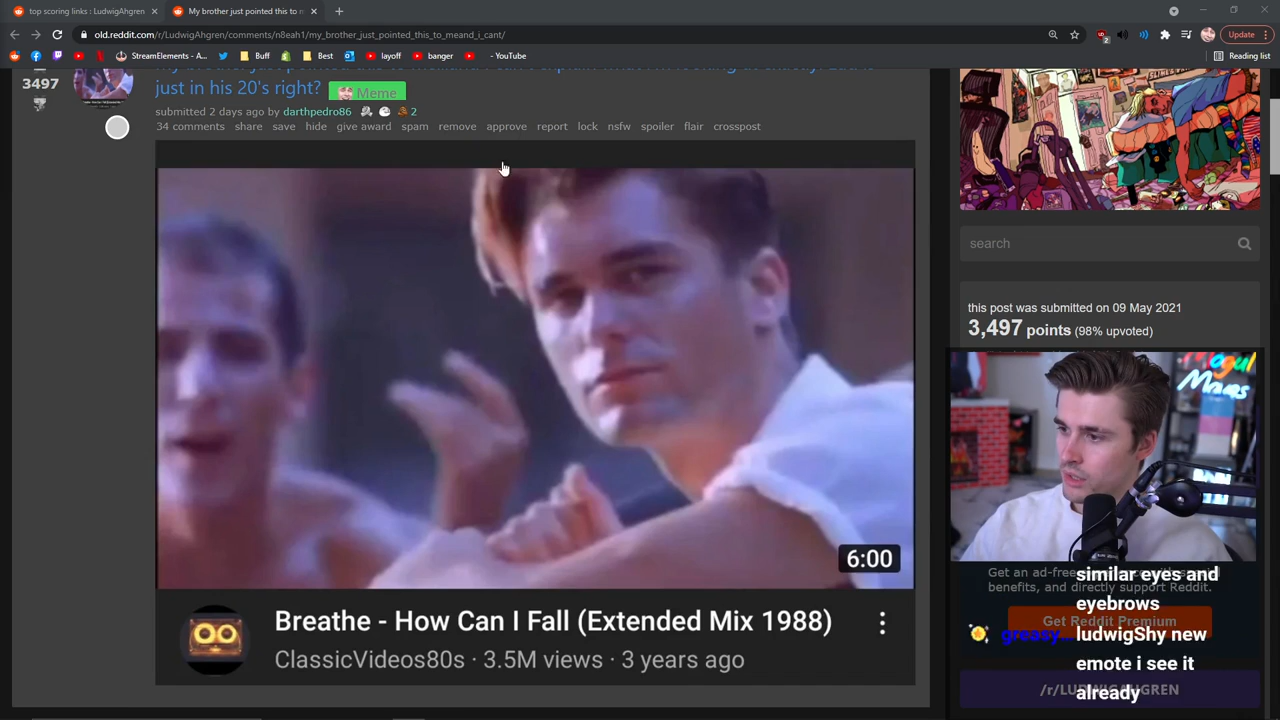 top scoring links : LudwigAhgren
My brother just pointed this to m
old.reddit.com/r/LudwigAhgren/comments/n8eah1/my_brother_just_pointed_this_to_meand_i_cant/
Update
StreamElements - A...
Buff
Best
layoff
banger
- YouTube
Reading list
3497
just in his 20's right?
Meme
submitted 2 days ago by darthpedro86
2
34 comments share save hide give award spam remove approve report lock nsfw spoiler flair crosspost
6:00
Breathe - How Can I Fall (Extended Mix 1988)
ClassicVideos80s · 3.5M views · 3 years ago
search
this post was submitted on 09 May 2021
3,497 points (98% upvoted)
Mogul
Moves
similar eyes and
eyebrows
greasy
ludwigShy new
emote i see it
already
Get an ad-free
benefits, and directly support Reddit.
Get Reddit Premium
/r/LUDWIGAHGREN